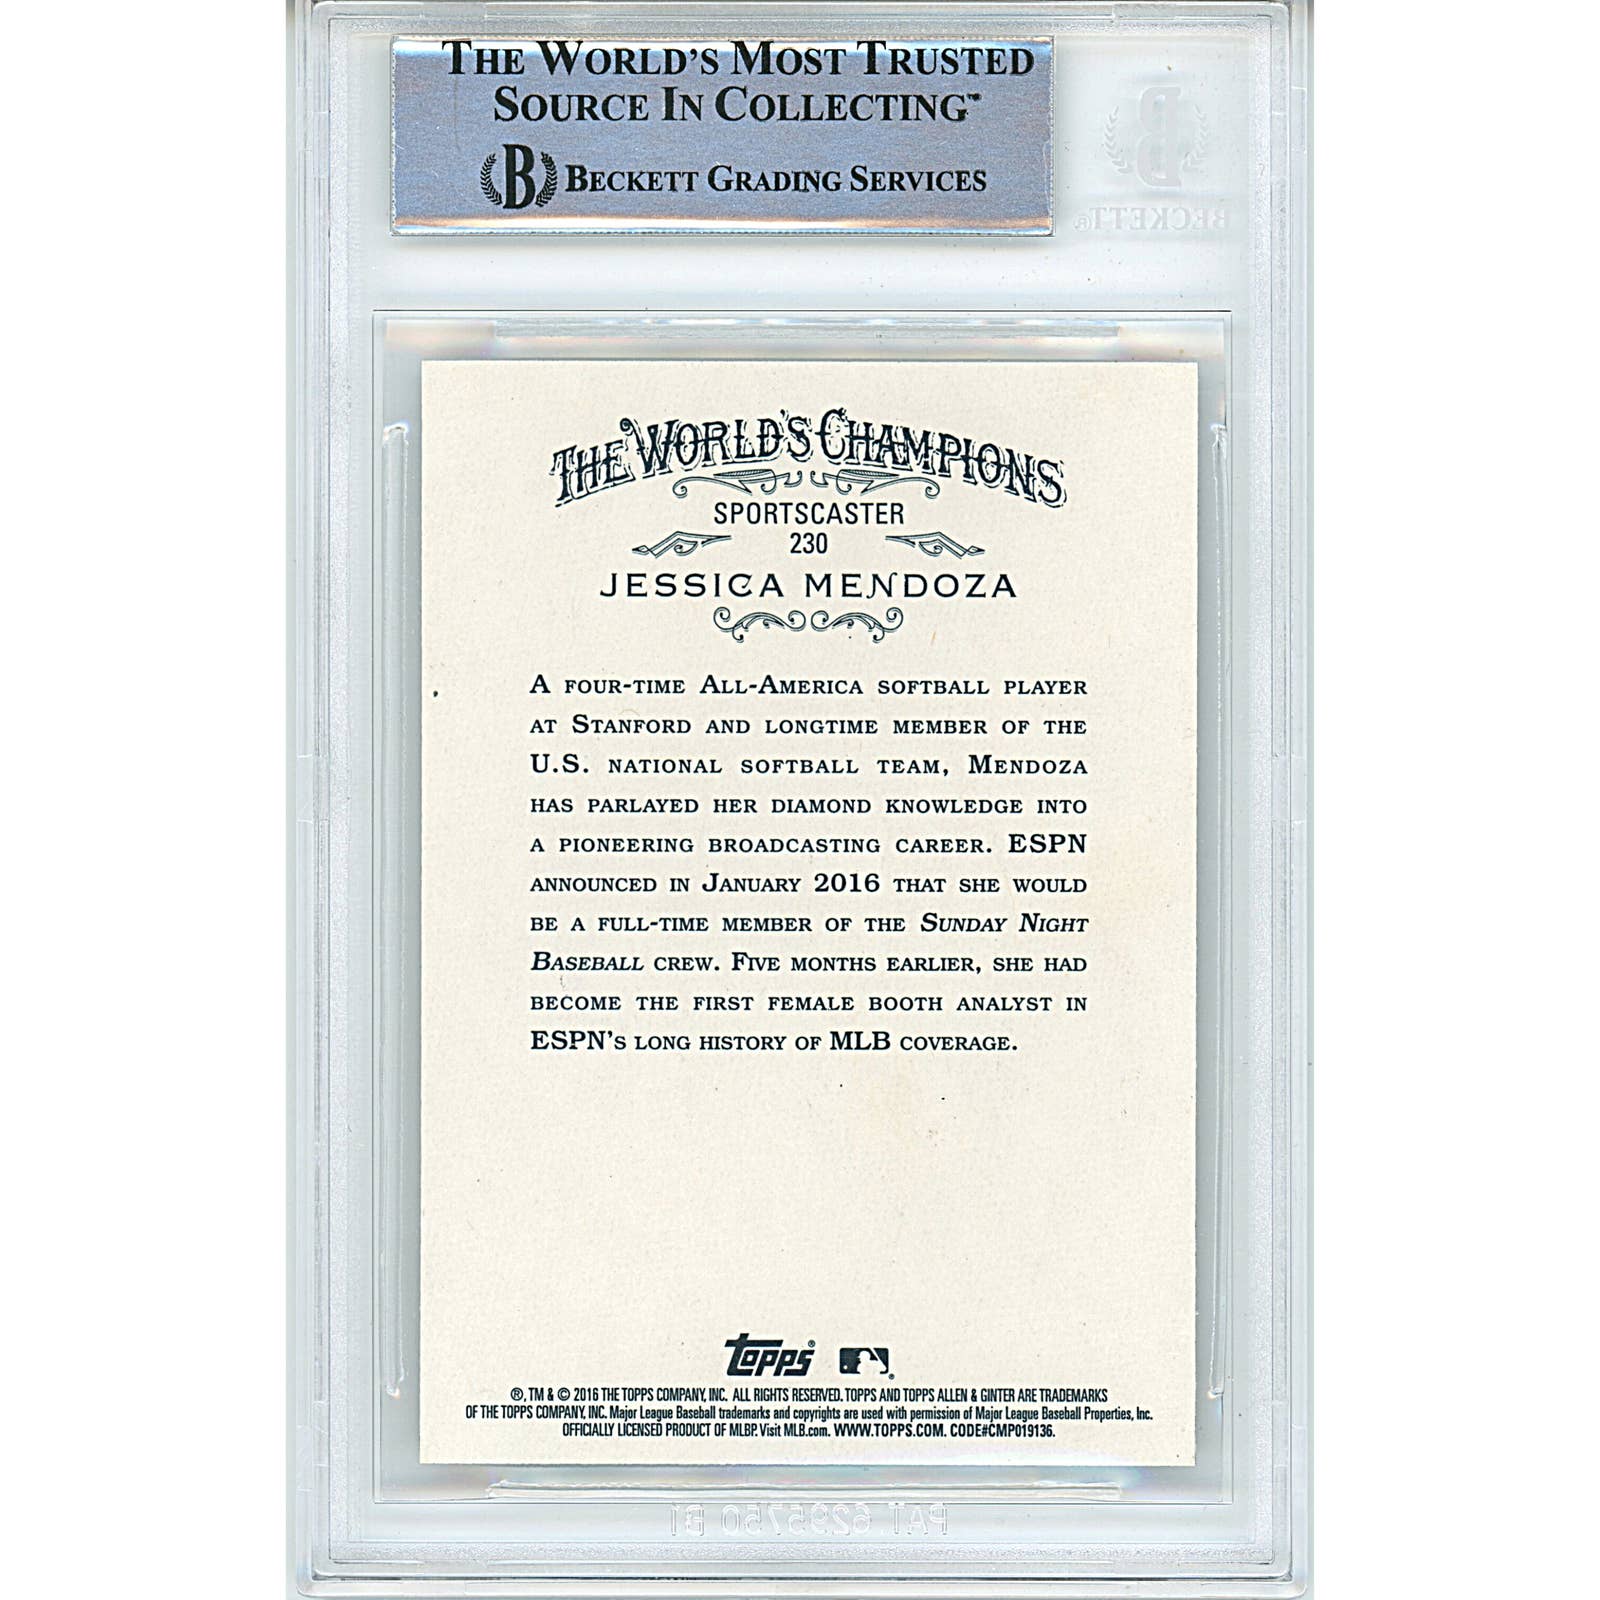 THE WORLD'S MOST TRUSTED
SOURCE IN COLLECTING™
B BECKETT GRADING SERVICES
B
BECKETT®
THE WORLD'S CHAMPIONS
SPORTSCASTER
230
JESSICA MENDOZA
A FOUR-TIME ALL-AMERICA SOFTBALL PLAYER
AT STANFORD AND LONGTIME MEMBER OF THE
U.S. NATIONAL SOFTBALL TEAM, MENDOZA
HAS PARLAYED HER DIAMOND KNOWLEDGE INTO
A PIONEERING BROADCASTING CAREER. ESPN
ANNOUNCED IN JANUARY 2016 THAT SHE WOULD
BE A FULL-TIME MEMBER OF THE SUNDAY NIGHT
BASEBALL CREW. FIVE MONTHS EARLIER, SHE HAD
BECOME THE FIRST FEMALE BOOTH ANALYST IN
ESPN'S LONG HISTORY OF MLB COVERAGE.
Topps®
®, TM & © 2016 THE TOPPS COMPANY, INC. ALL RIGHTS RESERVED. TOPPS AND TOPPS ALLEN & GINTER ARE TRADEMARKS
OF THE TOPPS COMPANY, INC. Major League Baseball trademarks and copyrights are used with permission of Major League Baseball Properties, Inc.
OFFICIALLY LICENSED PRODUCT OF MLBP. Visit MLB.com. WWW.TOPPS.COM. CODE#CMP019136.
PAT 6295750 B1